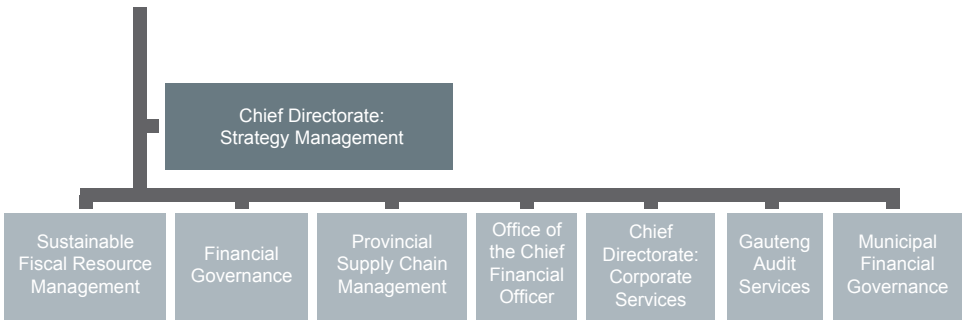 Chief Directorate:
Strategy Management
Sustainable
Fiscal Resource
Management
Financial
Governance
Provincial
Supply Chain
Management
Office of
the Chief
Financial
Officer
Chief
Directorate:
Corporate
Services
Gauteng
Audit
Services
Municipal
Financial
Governance